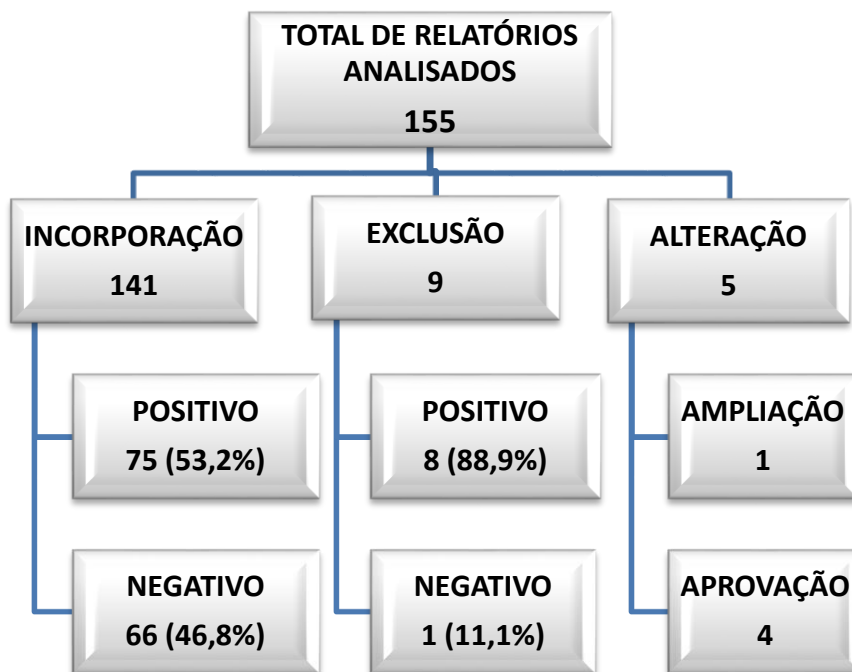 TOTAL DE RELATÓRIOS
ANALISADOS
155
INCORPORAÇÃO
141
EXCLUSÃO
9
ALTERAÇÃO
5
POSITIVO
75 (53,2%)
POSITIVO
8 (88,9%)
AMPLIAÇÃO
1
NEGATIVO
66 (46,8%)
NEGATIVO
1 (11,1%)
APROVAÇÃO
4